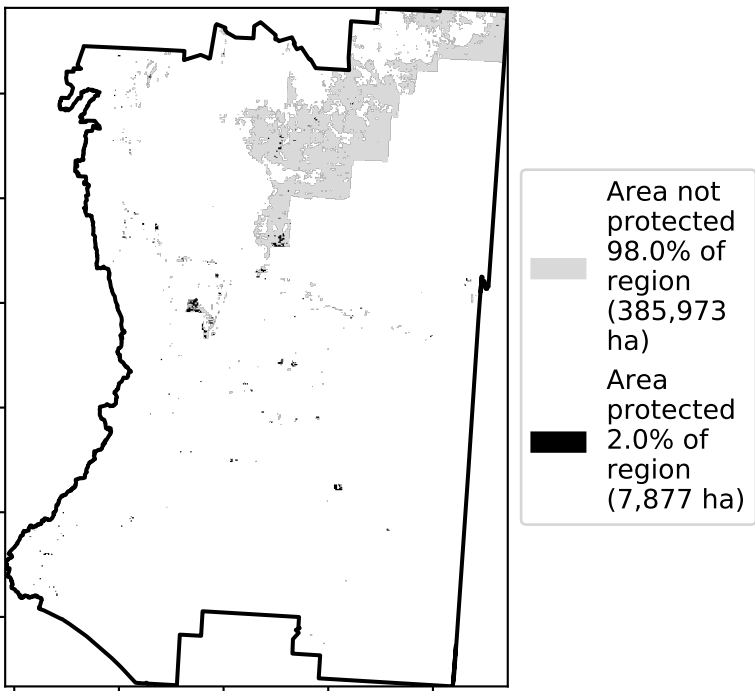 Area not
protected
98.0% of
region
(385,973
ha)
Area
protected
2.0% of
region
(7,877 ha)